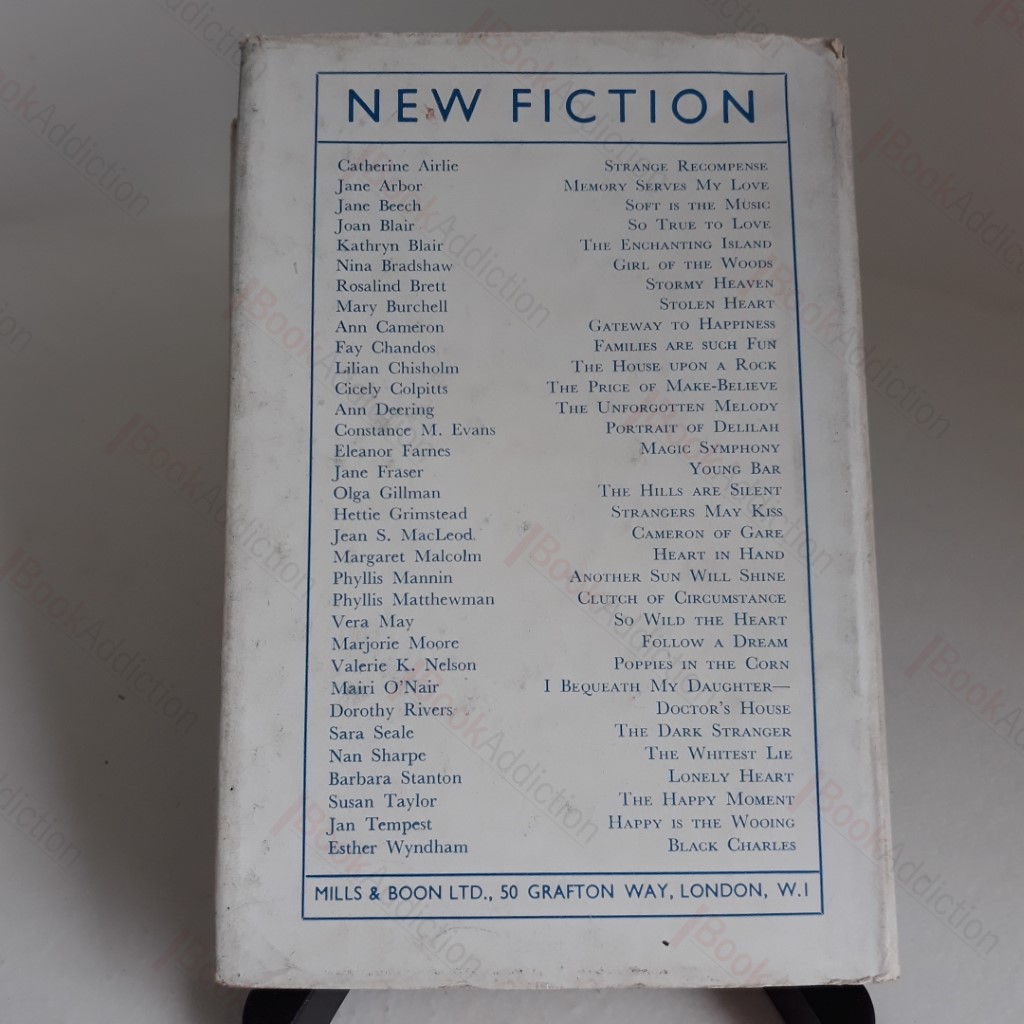 NEW FICTION
Catherine Airlie STRANGE RECOMPENSE
Jane Arbor MEMORY SERVES MY LOVE
Jane Beech SOFT IS THE MUSIC
Joan Blair SO TRUE TO LOVE
Kathryn Blair THE ENCHANTING ISLAND
Nina Bradshaw GIRL OF THE WOODS
Rosalind Brett STORMY HEAVEN
Mary Burchell STOLEN HEART
Ann Cameron GATEWAY TO HAPPINESS
Fay Chandos FAMILIES ARE SUCH FUN
Lilian Chisholm THE HOUSE UPON A ROCK
Cicely Colpitts THE PRICE OF MAKE-BELIEVE
Ann Deering THE UNFORGOTTEN MELODY
Constance M. Evans PORTRAIT OF DELILAH
Eleanor Farnes MAGIC SYMPHONY
Jane Fraser YOUNG BAR
Olga Gillman THE HILLS ARE SILENT
Hettie Grimstead STRANGERS MAY KISS
Jean S. MacLeod CAMERON OF GARE
Margaret Malcolm HEART IN HAND
Phyllis Mannin ANOTHER SUN WILL SHINE
Phyllis Matthewman CLUTCH OF CIRCUMSTANCE
Vera May SO WILD THE HEART
Marjorie Moore FOLLOW A DREAM
Valerie K. Nelson POPPIES IN THE CORN
Mairi O'Nair I BEQUEATH MY DAUGHTER—
Dorothy Rivers DOCTOR'S HOUSE
Sara Seale THE DARK STRANGER
Nan Sharpe THE WHITEST LIE
Barbara Stanton LONELY HEART
Susan Taylor THE HAPPY MOMENT
Jan Tempest HAPPY IS THE WOOING
Esther Wyndham BLACK CHARLES
MILLS & BOON LTD., 50 GRAFTON WAY, LONDON, W.1
BookAddiction